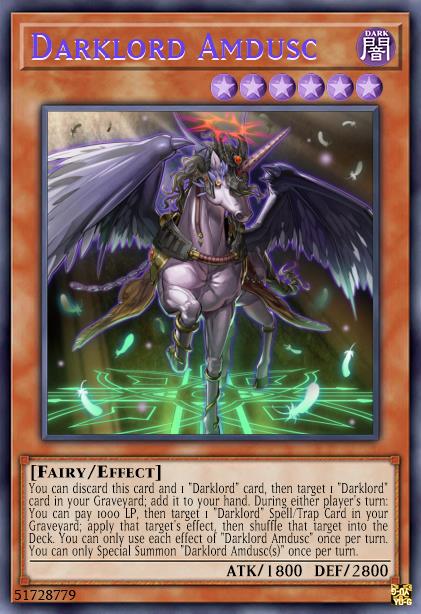 Darklord Amdusc
DARK
闇
[Fairy/Effect]
You can discard this card and 1 "Darklord" card, then target 1 "Darklord"
card in your Graveyard; add it to your hand. During either player's turn:
You can pay 1000 LP, then target 1 "Darklord" Spell/Trap Card in your
Graveyard; apply that target's effect, then shuffle that target into the
Deck. You can only use each effect of "Darklord Amdusc" once per turn.
You can only Special Summon "Darklord Amdusc(s)" once per turn.
ATK/1800 DEF/2800
51728779